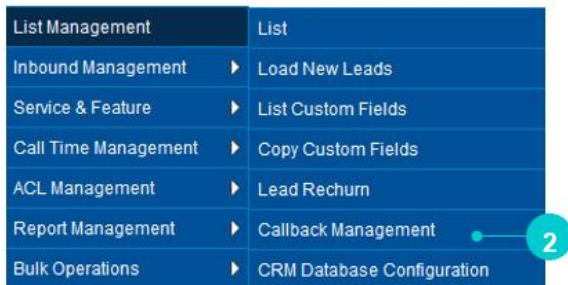 List Management
Inbound Management
Service & Feature
Call Time Management
ACL Management
Report Management
Bulk Operations
List
Load New Leads
List Custom Fields
Copy Custom Fields
Lead Rechurn
Callback Management
2
CRM Database Configuration